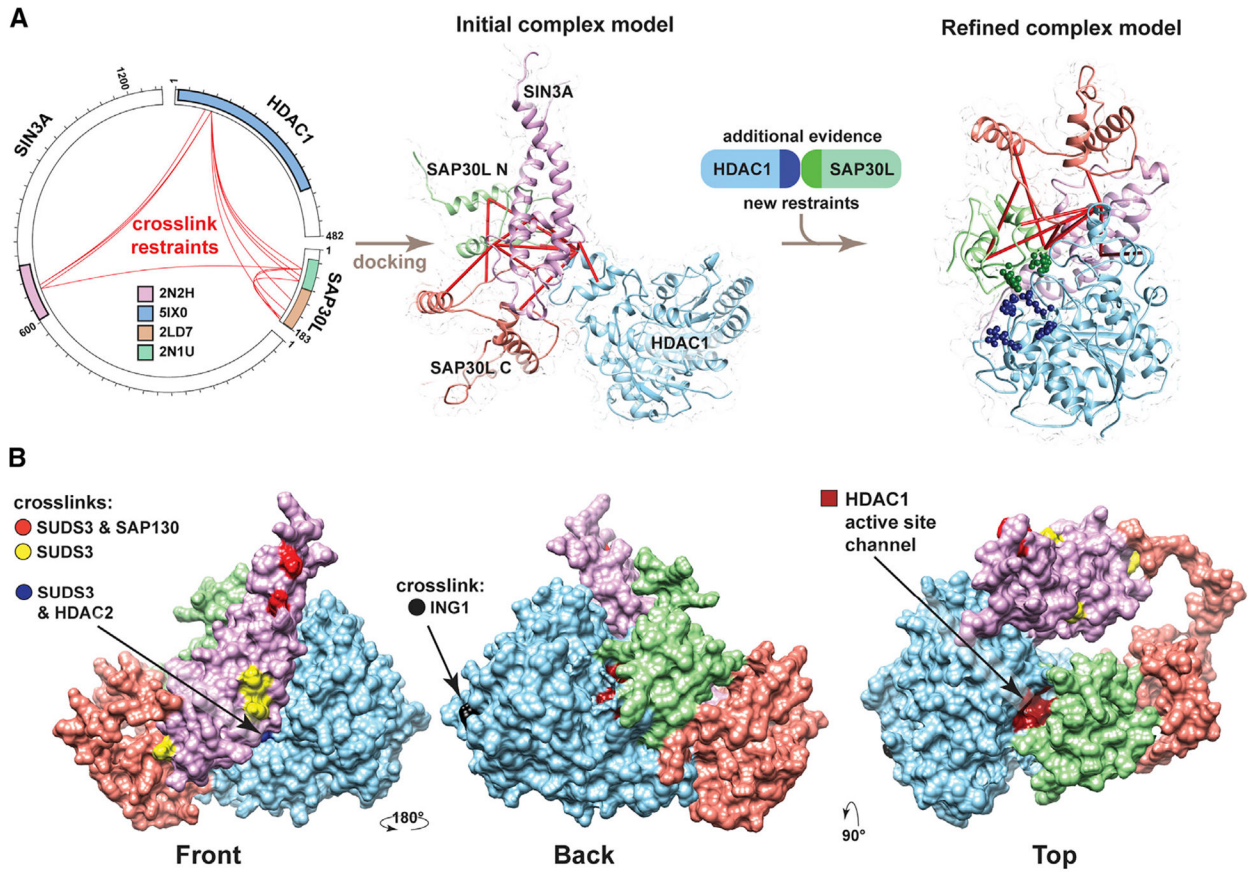 A
Initial complex model
Refined complex model
1200
1
SIN3A
HDAC1
crosslink
restraints
482
1
SAP30L
183
1
600
2N2H
5IX0
2LD7
2N1U
docking
SIN3A
SAP30L N
SAP30L C
HDAC1
additional evidence
HDAC1
SAP30L
new restraints
B
crosslinks:
SUDS3 & SAP130
SUDS3
SUDS3
& HDAC2
crosslink:
ING1
HDAC1
active site
channel
180°
90°
Front
Back
Top